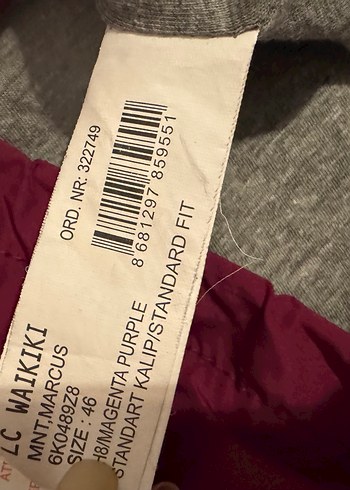 ORD. NR: 322749
8 681297 859551
LC WAIKIKI
MNT,MARCUS
6K0489Z8
SIZE : 46
H8/MAGENTA PURPLE
STANDART KALIP/STANDARD FIT